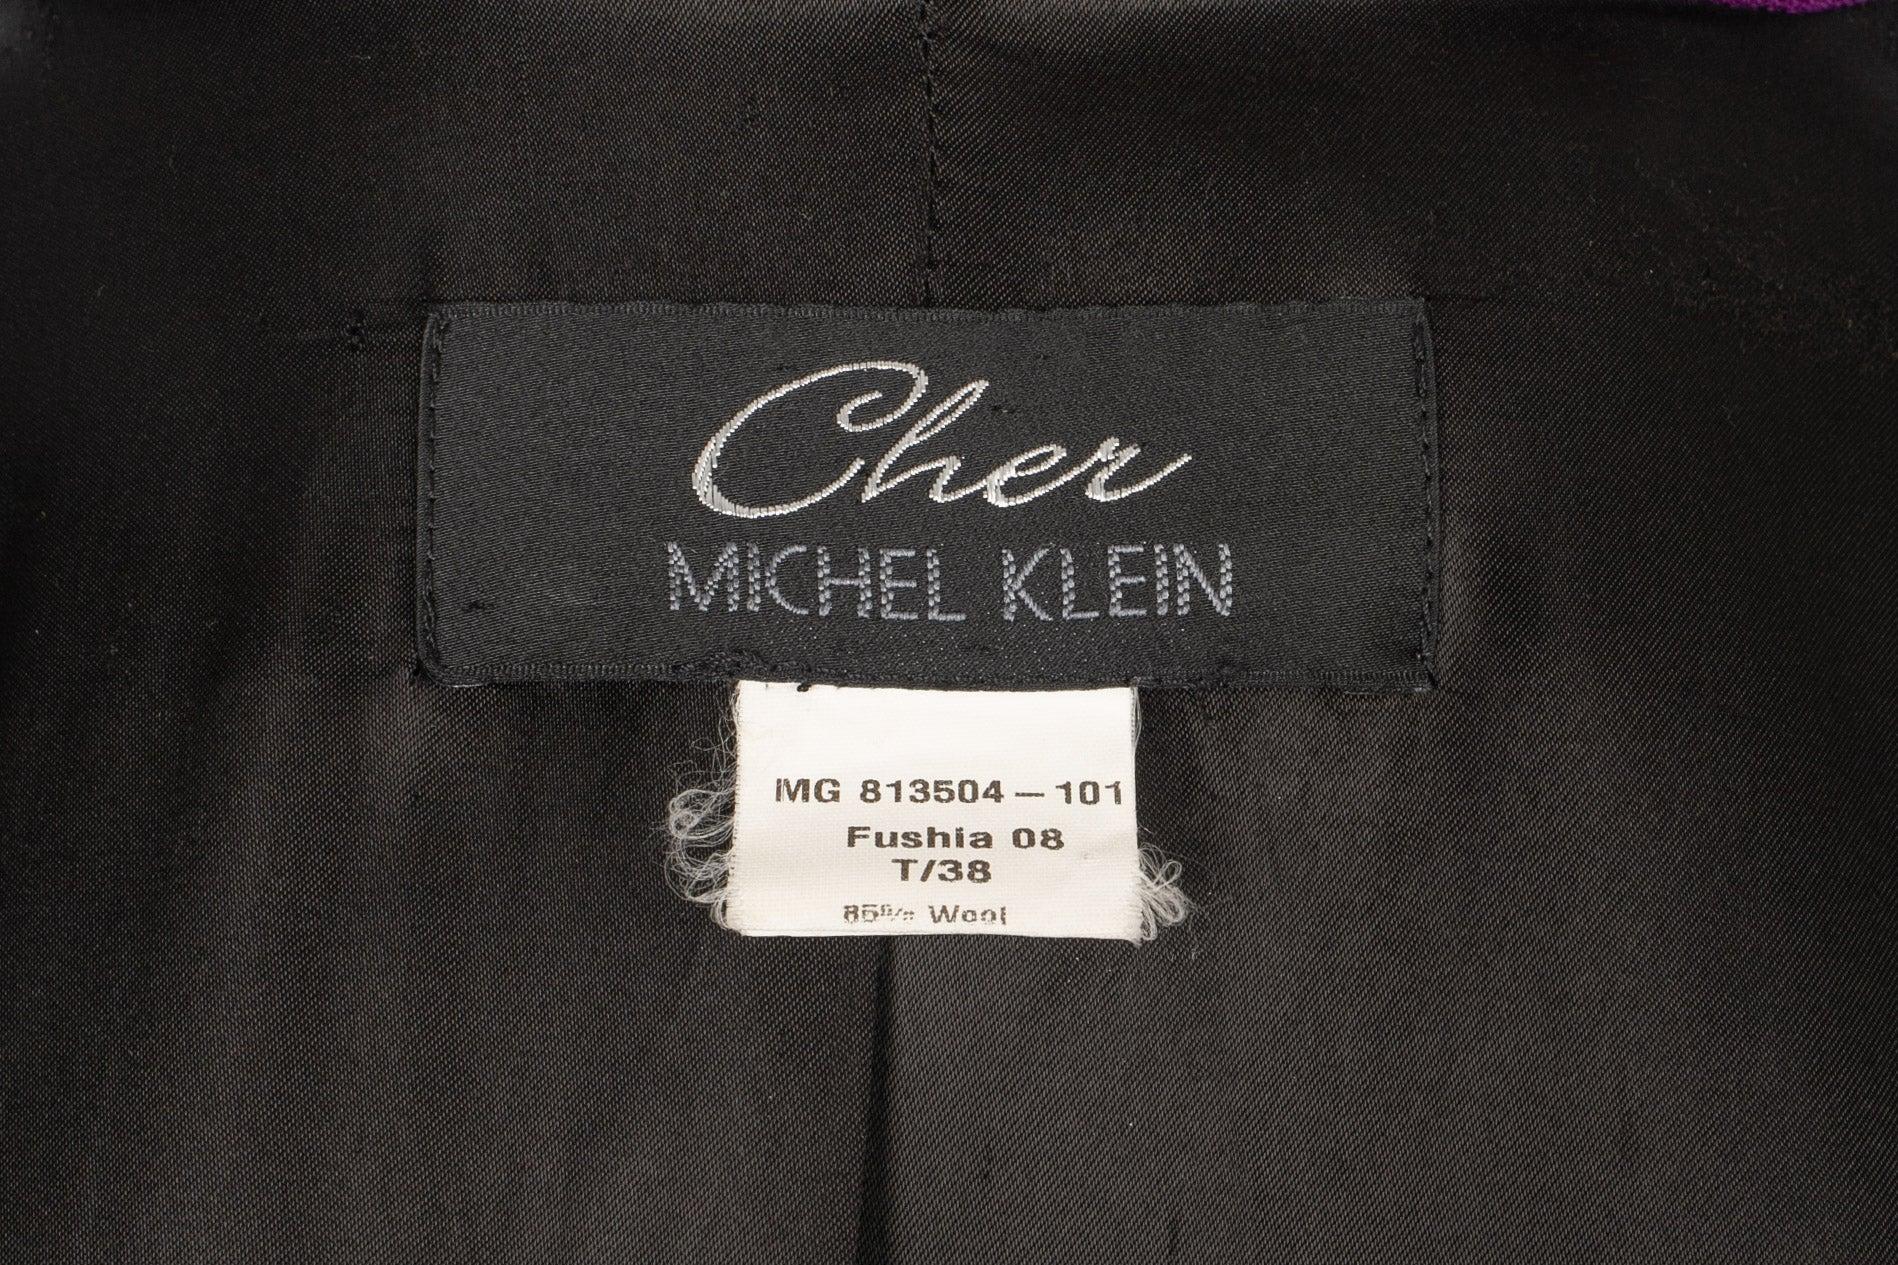 Cher
MICHEL KLEIN
MG 813504-101
Fushia 08
T/38
85% Wool